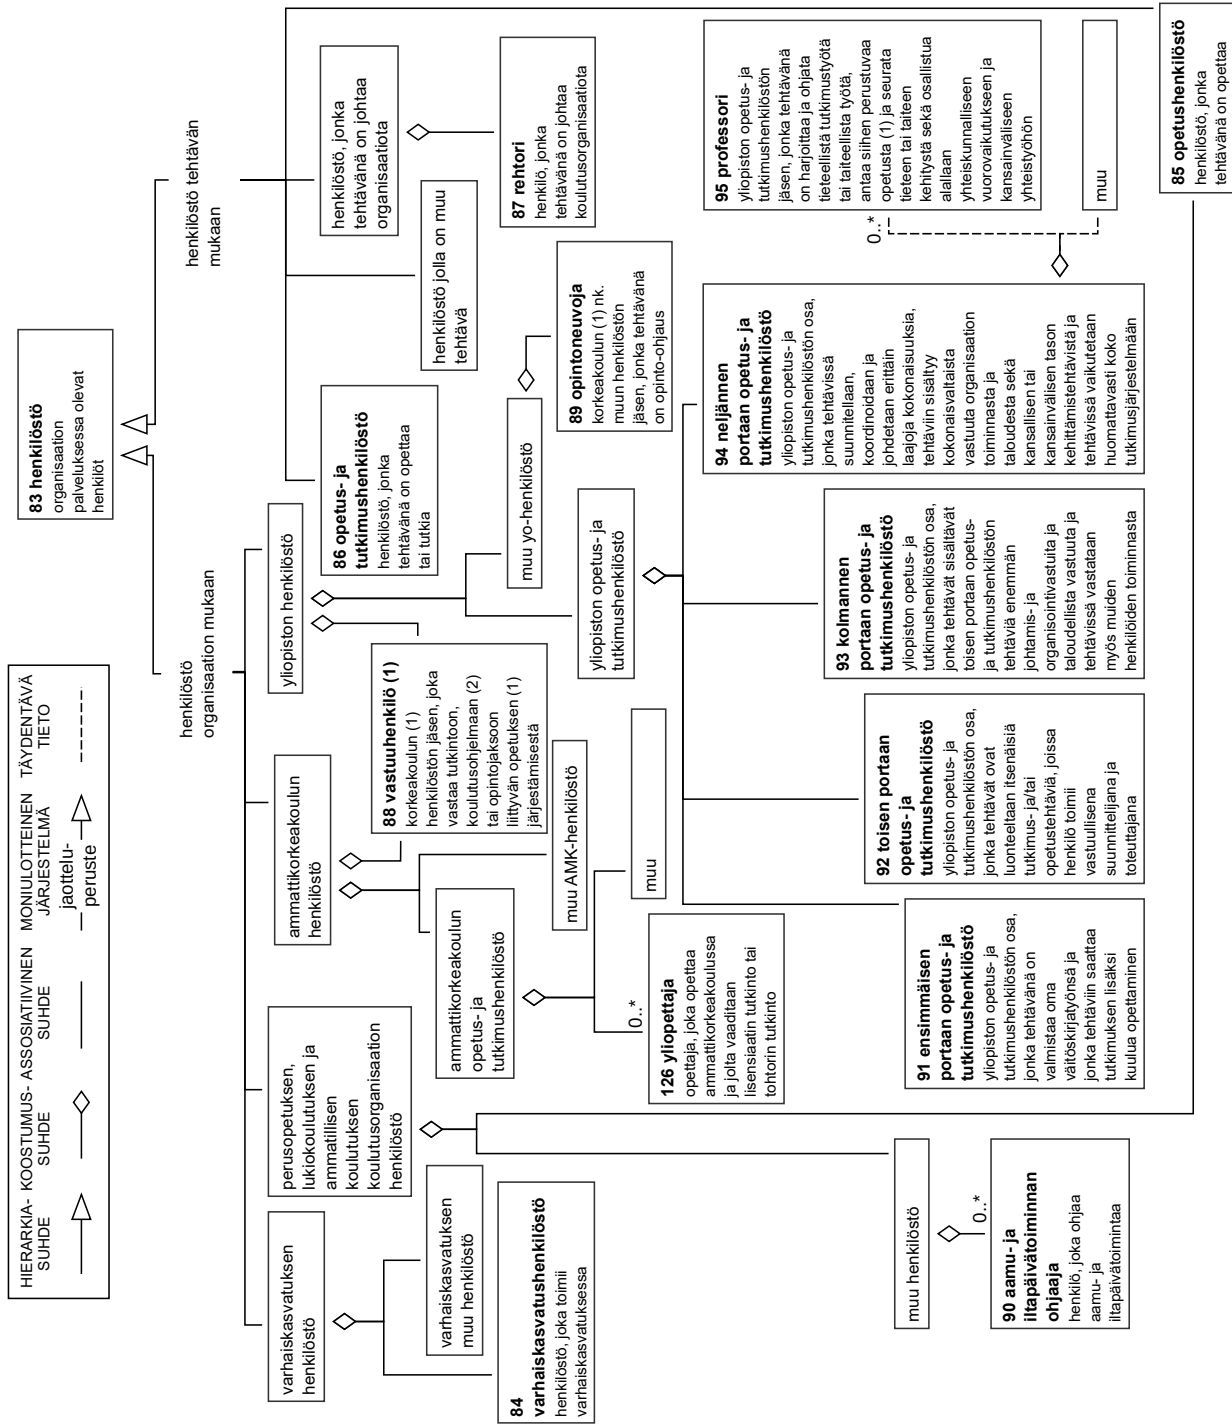 HIERARKIA-
SUHDE
KOOSTUMUS-
SUHDE
ASSOSIATIIVINEN
SUHDE
MONIULOTTEINEN
JÄRJESTELMÄ
jaottelu-
peruste
TÄYDENTÄVÄ
TIETO
83 henkilöstö
organisaation
palveluksessa olevat
henkilöt
henkilöstö
organisaation mukaan
henkilöstö tehtävän
mukaan
varhaiskasvatuksen
henkilöstö
perusopetuksen,
lukiokoulutuksen ja
ammatillisen
koulutuksen
koulutusorganisaation
henkilöstö
ammattikorkeakoulun
henkilöstö
yliopiston henkilöstö
86 opetus- ja
tutkimushenkilöstö
henkilöstö, jonka
tehtävänä on opettaa
tai tutkia
henkilöstö jolla on muu
tehtävä
henkilöstö, jonka
tehtävänä on johtaa
organisaatiota
87 rehtori
henkilö, jonka
tehtävänä on johtaa
koulutusorganisaatiota
varhaiskasvatuksen
muu henkilöstö
84
varhaiskasvatushenkilöstö
henkilöstö, joka toimii
varhaiskasvatuksessa
88 vastuuhenkilö (1)
korkeakoulun (1)
henkilöstön jäsen, joka
vastaa tutkintoon,
koulutusohjelmaan (2)
tai opintojaksoon
liittyvän opetuksen (1)
järjestämisestä
ammattikorkeakoulun
opetus- ja
tutkimushenkilöstö
muu AMK-henkilöstö
muu yo-henkilöstö
89 opintoneuvoja
korkeakoulun (1) nk.
muun henkilöstön
jäsen, jonka tehtävänä
on opinto-ohjaus
yliopiston opetus- ja
tutkimushenkilöstö
0..*
126 yliopettaja
opettaja, joka opettaa
ammattikorkeakoulussa
ja jolta vaaditaan
lisensiaatin tutkinto tai
tohtorin tutkinto
muu
91 ensimmäisen
portaan opetus- ja
tutkimushenkilöstö
yliopiston opetus- ja
tutkimushenkilöstön osa,
jonka tehtävänä on
valmistaa oma
väitöskirjatyönsä ja
jonka tehtäviin saattaa
tutkimuksen lisäksi
kuulua opettaminen
92 toisen portaan
opetus- ja
tutkimushenkilöstö
yliopiston opetus- ja
tutkimushenkilöstön osa,
jonka tehtävät ovat
luonteeltaan itsenäisiä
tutkimus- ja/tai
opetustehtäviä, joissa
henkilö toimii
vastuullisena
suunnittelijana ja
toteuttajana
93 kolmannen
portaan opetus- ja
tutkimushenkilöstö
yliopiston opetus- ja
tutkimushenkilöstön osa,
jonka tehtävät sisältävät
toisen portaan opetus-
ja tutkimushenkilöstön
tehtäviä enemmän
johtamis- ja
organisointivastuita ja
taloudellista vastuuta ja
tehtävissä vastataan
myös muiden
henkilöiden toiminnasta
94 neljännen
portaan opetus- ja
tutkimushenkilöstö
yliopiston opetus- ja
tutkimushenkilöstön osa,
jonka tehtävissä
suunnitellaan,
koordinoidaan ja
johdetaan erittäin
laajoja kokonaisuuksia,
tehtäviin sisältyy
kokonaisvaltaista
vastuuta organisaation
toiminnasta ja
taloudesta sekä
kansallisen tai
kansainvälisen tason
kehittämistehtävistä ja
tehtävissä vaikutetaan
huomattavasti koko
tutkimusjärjestelmään
0..*
95 professori
yliopiston opetus- ja
tutkimushenkilöstön
jäsen, jonka tehtävänä
on harjoittaa ja ohjata
tieteellistä tutkimustyötä
tai taiteellista työtä,
antaa siihen perustuvaa
opetusta (1) ja seurata
tieteen tai taiteen
kehitystä sekä osallistua
alallaan
yhteiskunnalliseen
vuorovaikutukseen ja
kansainväliseen
yhteistyöhön
muu
muu henkilöstö
0..*
90 aamu- ja
iltapäivätoiminnan
ohjaaja
henkilö, joka ohjaa
aamu- ja
iltapäivätoimintaa
85 opetushenkilöstö
henkilöstö, jonka
tehtävänä on opettaa